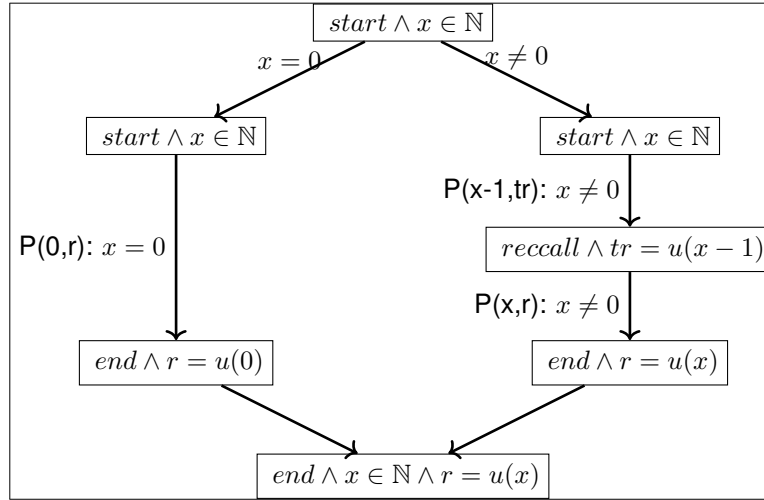 start ∧ x ∈ ℕ
x = 0
x ≠ 0
start ∧ x ∈ ℕ
start ∧ x ∈ ℕ
P(x-1,tr): x ≠ 0
P(0,r): x = 0
reccall ∧ tr = u(x − 1)
P(x,r): x ≠ 0
end ∧ r = u(0)
end ∧ r = u(x)
end ∧ x ∈ ℕ ∧ r = u(x)